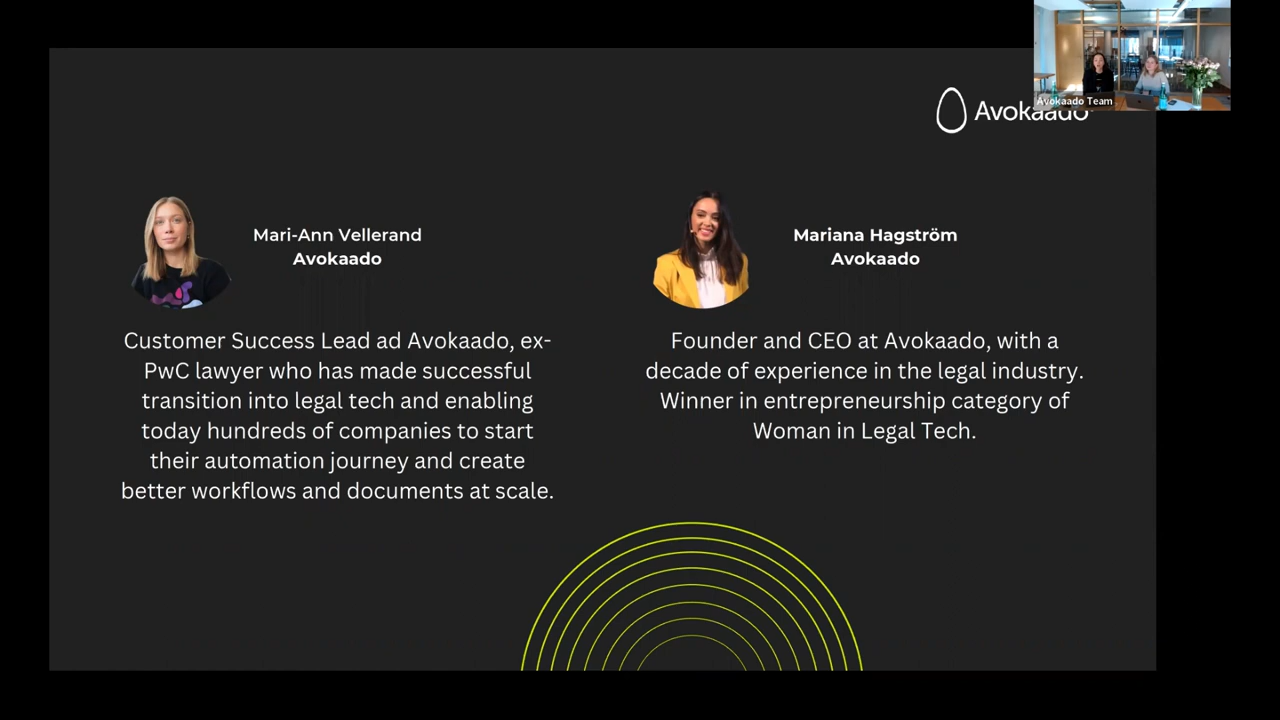 Avokaado Team
Avokaado
Mari-Ann Vellerand
Avokaado
Customer Success Lead ad Avokaado, ex-
PwC lawyer who has made successful
transition into legal tech and enabling
today hundreds of companies to start
their automation journey and create
better workflows and documents at scale.
Mariana Hagström
Avokaado
Founder and CEO at Avokaado, with a
decade of experience in the legal industry.
Winner in entrepreneurship category of
Woman in Legal Tech.